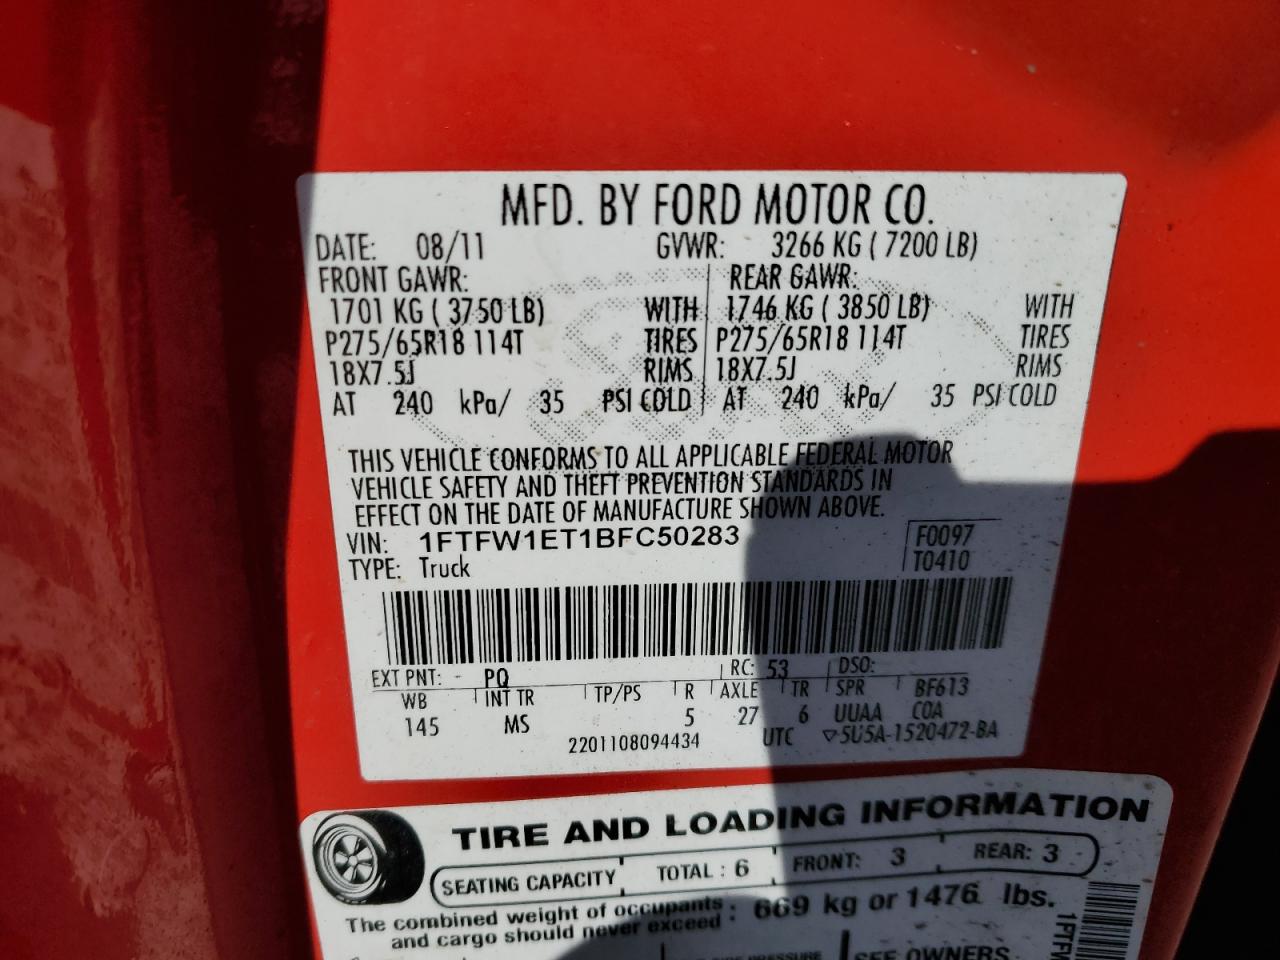 MFD. BY FORD MOTOR CO.
DATE: 08/11 GVWR: 3266 KG ( 7200 LB)
FRONT GAWR: REAR GAWR:
1701 KG ( 3750 LB) WITH 1746 KG ( 3850 LB) WITH
P275/65R18 114T TIRES P275/65R18 114T TIRES
18X7.5J RIMS 18X7.5J RIMS
AT 240 kPa/ 35 PSI COLD AT 240 kPa/ 35 PSI COLD
THIS VEHICLE CONFORMS TO ALL APPLICABLE FEDERAL MOTOR
VEHICLE SAFETY AND THEFT PREVENTION STANDARDS IN
EFFECT ON THE DATE OF MANUFACTURE SHOWN ABOVE.
VIN: 1FTFW1ET1BFC50283 F0097
TYPE: Truck T0410
EXT PNT: PQ RC: 53 DSO:
WB INT TR TP/PS R AXLE TR SPR BF613
145 MS 5 27 6 UUAA COA
2201108094434 UTC ▽5U5A-1520472-BA
TIRE AND LOADING INFORMATION
SEATING CAPACITY TOTAL : 6 FRONT: 3 REAR: 3
The combined weight of occupants : 669 kg or 1476 lbs.
and cargo should never exceed
SEE OWNERS
1FTFW